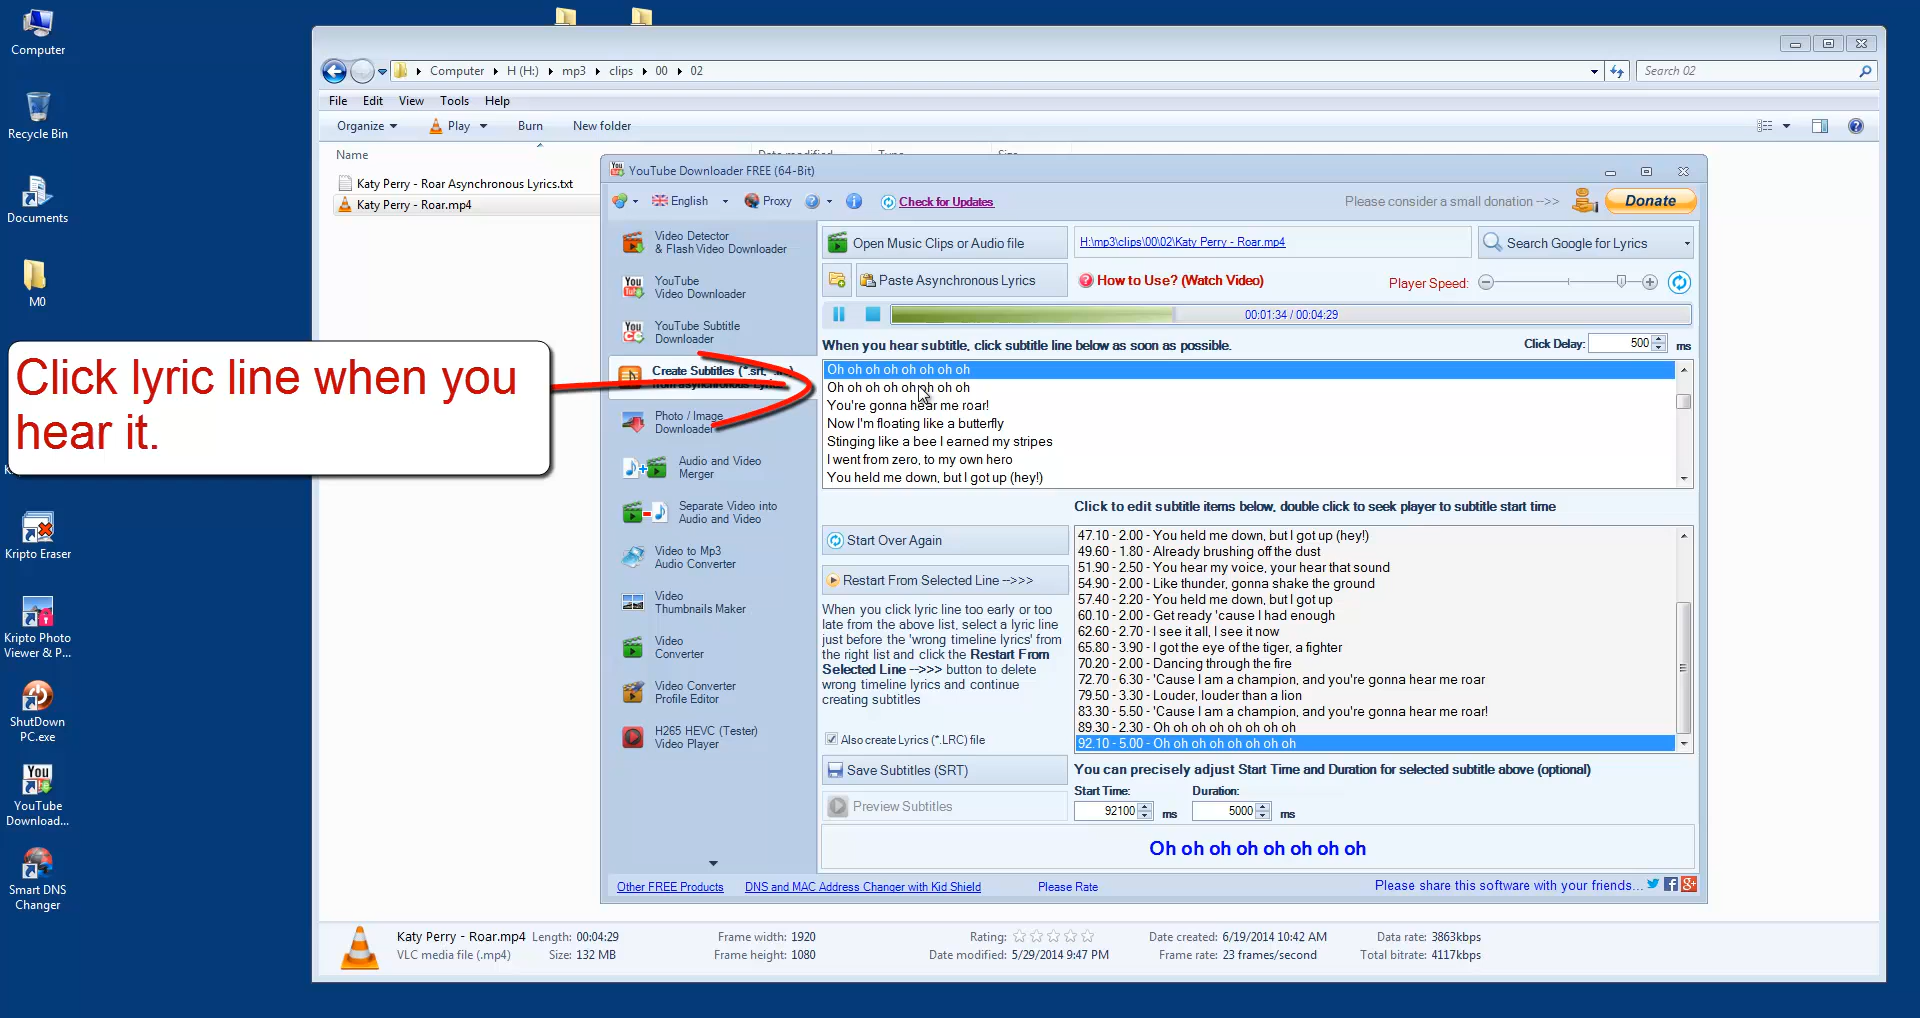 Computer
Recycle Bin
Documents
M0
Kripto Eraser
Kripto Photo
Viewer & P...
ShutDown
PC.exe
YouTube
Download...
Smart DNS
Changer
Click lyric line when you
hear it.
Computer H (H:) mp3 clips 00 02
Search 02
File Edit View Tools Help
Organize Play Burn New folder
Name
Katy Perry - Roar Asynchronous Lyrics.txt
Katy Perry - Roar.mp4
YouTube Downloader FREE (64-Bit)
English Proxy Check for Updates Please consider a small donation -->> Donate
Video Detector
& Flash Video Downloader
YouTube
Video Downloader
YouTube Subtitle
Downloader
Create Subtitles (*.srt,
Photo / Image
Downloader
Audio and Video
Merger
Separate Video into
Audio and Video
Video to Mp3
Audio Converter
Video
Thumbnails Maker
Video
Converter
Video Converter
Profile Editor
H265 HEVC (Tester)
Video Player
Open Music Clips or Audio file
H:\mp3\clips\00\02\Katy Perry - Roar.mp4
Search Google for Lyrics
Paste Asynchronous Lyrics
How to Use? (Watch Video)
Player Speed:
00:01:34 / 00:04:29
When you hear subtitle, click subtitle line below as soon as possible.
Click Delay: 500 ms
Oh oh oh oh oh oh oh oh
Oh oh oh oh oh oh oh oh
You're gonna hear me roar!
Now I'm floating like a butterfly
Stinging like a bee I earned my stripes
I went from zero, to my own hero
You held me down, but I got up (hey!)
Click to edit subtitle items below, double click to seek player to subtitle start time
Start Over Again
Restart From Selected Line -->>>
When you click lyric line too early or too
late from the above list, select a lyric line
just before the 'wrong timeline lyrics' from
the right list and click the Restart From
Selected Line -->>> button to delete
wrong timeline lyrics and continue
creating subtitles
Also create Lyrics (*.LRC) file
Save Subtitles (SRT)
Preview Subtitles
47.10 - 2.00 - You held me down, but I got up (hey!)
49.60 - 1.80 - Already brushing off the dust
51.90 - 2.50 - You hear my voice, your hear that sound
54.90 - 2.00 - Like thunder, gonna shake the ground
57.40 - 2.20 - You held me down, but I got up
60.10 - 2.00 - Get ready 'cause I had enough
62.60 - 2.70 - I see it all, I see it now
65.80 - 3.90 - I got the eye of the tiger, a fighter
70.20 - 2.00 - Dancing through the fire
72.70 - 6.30 - 'Cause I am a champion, and you're gonna hear me roar
79.50 - 3.30 - Louder, louder than a lion
83.30 - 5.50 - 'Cause I am a champion, and you're gonna hear me roar!
89.30 - 2.30 - Oh oh oh oh oh oh oh oh
92.10 - 5.00 - Oh oh oh oh oh oh oh oh
You can precisely adjust Start Time and Duration for selected subtitle above (optional)
Start Time: Duration:
92100 ms 5000 ms
Oh oh oh oh oh oh oh oh
Other FREE Products DNS and MAC Address Changer with Kid Shield Please Rate Please share this software with your friends...
Katy Perry - Roar.mp4 Length: 00:04:29 Frame width: 1920 Rating: Date created: 6/19/2014 10:42 AM Data rate: 3863kbps
VLC media file (.mp4) Size: 132 MB Frame height: 1080 Date modified: 5/29/2014 9:47 PM Frame rate: 23 frames/second Total bitrate: 4117kbps